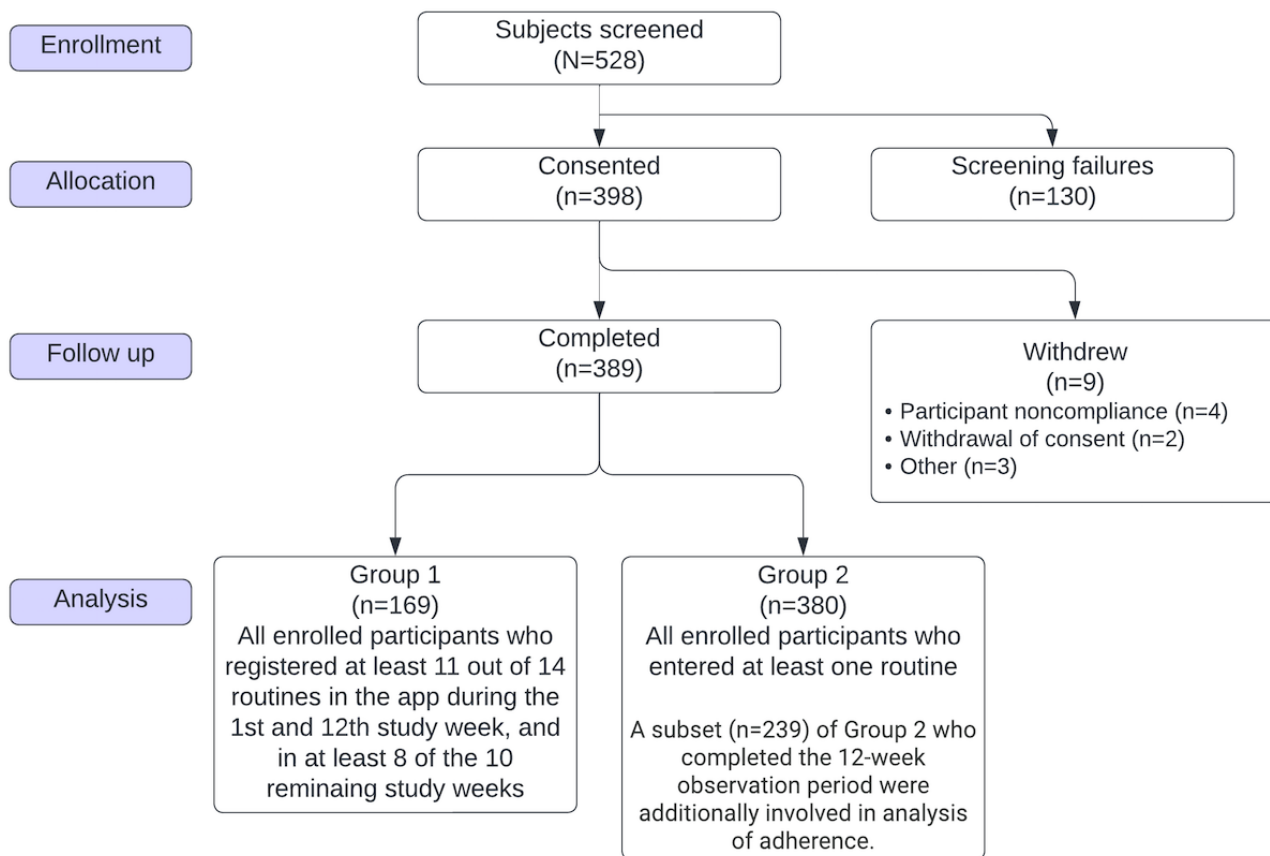 Enrollment
Subjects screened
(N=528)
Allocation
Consented
(n=398)
Screening failures
(n=130)
Follow up
Completed
(n=389)
Withdrew
(n=9)
• Participant noncompliance (n=4)
• Withdrawal of consent (n=2)
• Other (n=3)
Analysis
Group 1
(n=169)
All enrolled participants who
registered at least 11 out of 14
routines in the app during the
1st and 12th study week, and
in at least 8 of the 10
reminaing study weeks
Group 2
(n=380)
All enrolled participants who
entered at least one routine
A subset (n=239) of Group 2 who
completed the 12-week
observation period were
additionally involved in analysis
of adherence.